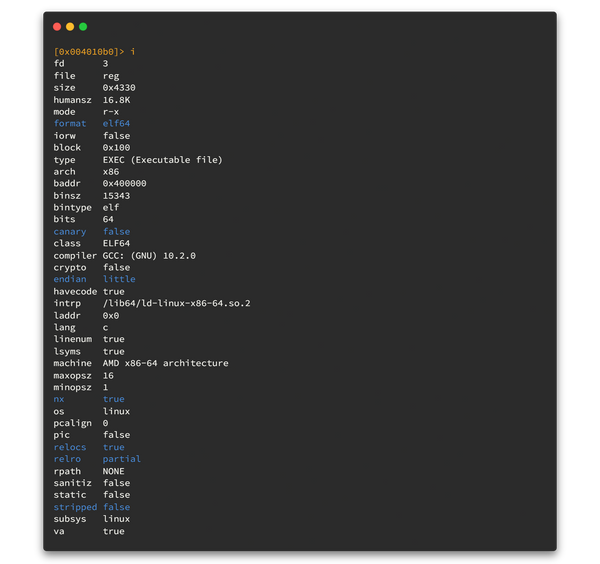 [0x004010b0]> i
fd 3
file reg
size 0x4330
humansz 16.8K
mode r-x
format elf64
iorw false
block 0x100
type EXEC (Executable file)
arch x86
baddr 0x400000
binsz 15343
bintype elf
bits 64
canary false
class ELF64
compiler GCC: (GNU) 10.2.0
crypto false
endian little
havecode true
intrp /lib64/ld-linux-x86-64.so.2
laddr 0x0
lang c
linenum true
lsyms true
machine AMD x86-64 architecture
maxopsz 16
minopsz 1
nx true
os linux
pcalign 0
pic false
relocs true
relro partial
rpath NONE
sanitiz false
static false
stripped false
subsys linux
va true